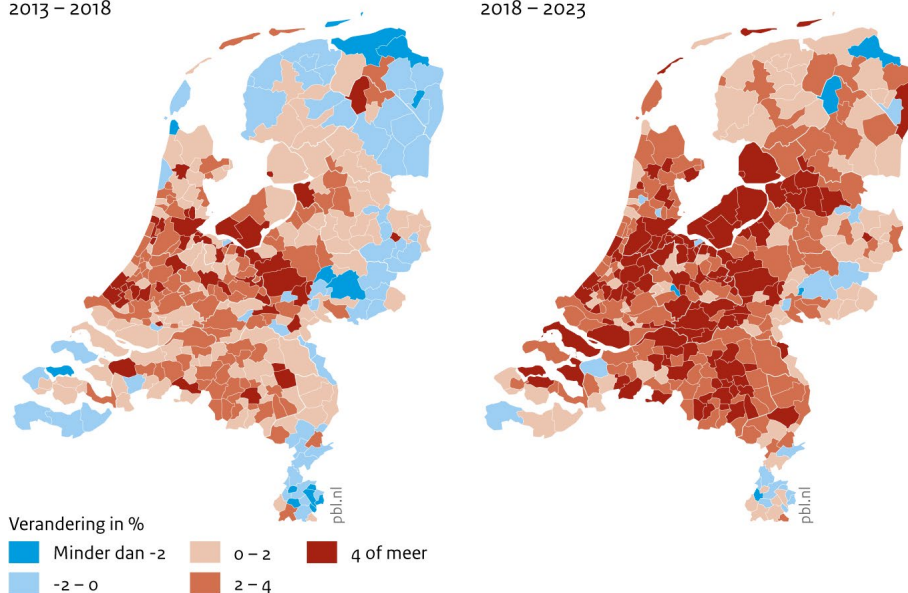 2013 – 2018
2018 – 2023
pbl.nl
pbl.nl
Verandering in %
Minder dan -2
-2 – 0
0 – 2
2 – 4
4 of meer